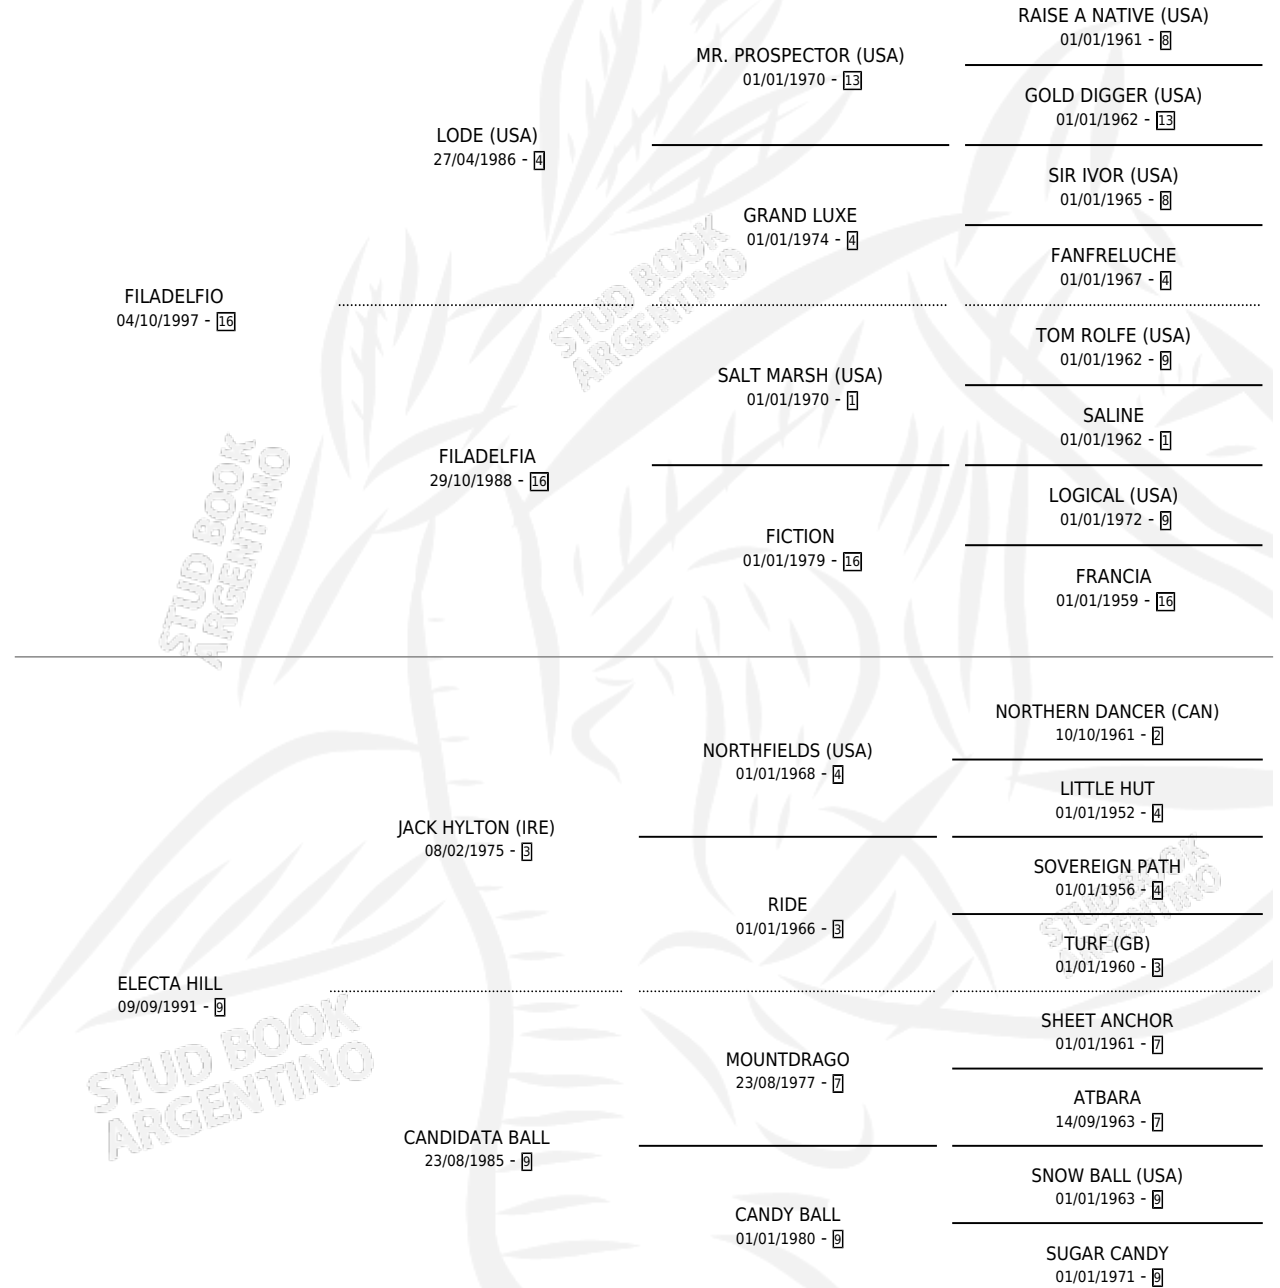 RAISE A NATIVE (USA)
01/01/1961 - 8
MR. PROSPECTOR (USA)
01/01/1970 - 13
GOLD DIGGER (USA)
01/01/1962 - 13
LODE (USA)
27/04/1986 - 4
SIR IVOR (USA)
01/01/1965 - 8
GRAND LUXE
01/01/1974 - 4
FANFRELUCHE
01/01/1967 - 4
FILADELFIO
04/10/1997 - 16
TOM ROLFE (USA)
01/01/1962 - 9
SALT MARSH (USA)
01/01/1970 - 1
SALINE
01/01/1962 - 1
FILADELFIA
29/10/1988 - 16
LOGICAL (USA)
01/01/1972 - 9
FICTION
01/01/1979 - 16
FRANCIA
01/01/1959 - 16
NORTHERN DANCER (CAN)
10/10/1961 - 2
NORTHFIELDS (USA)
01/01/1968 - 4
LITTLE HUT
01/01/1952 - 4
JACK HYLTON (IRE)
08/02/1975 - 3
SOVEREIGN PATH
01/01/1956 - 4
RIDE
01/01/1966 - 3
TURF (GB)
01/01/1960 - 3
ELECTA HILL
09/09/1991 - 9
SHEET ANCHOR
01/01/1961 - 7
MOUNTDRAGO
23/08/1977 - 7
ATBARA
14/09/1963 - 7
CANDIDATA BALL
23/08/1985 - 9
SNOW BALL (USA)
01/01/1963 - 9
CANDY BALL
01/01/1980 - 9
SUGAR CANDY
01/01/1971 - 9
STUD BOOK
ARGENTINO
STUD BOOK
ARGENTINO
STUD BOOK
ARGENTINO
STUD BOOK
ARGENTINO